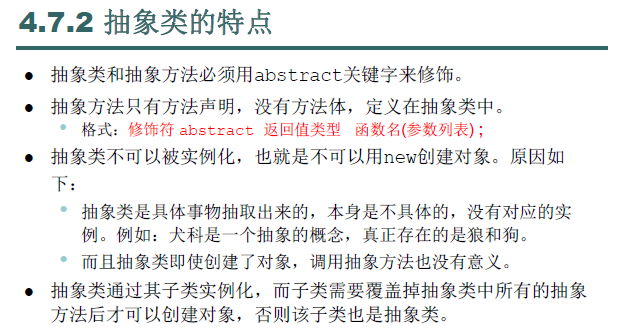 4.7.2 抽象类的特点
● 抽象类和抽象方法必须用abstract关键字来修饰。
● 抽象方法只有方法声明，没有方法体，定义在抽象类中。
• 格式：修饰符 abstract 返回值类型 函数名(参数列表) ;
● 抽象类不可以被实例化，也就是不可以用new创建对象。原因如
下：
• 抽象类是具体事物抽取出来的，本身是不具体的，没有对应的实
例。例如：犬科是一个抽象的概念，真正存在的是狼和狗。
• 而且抽象类即使创建了对象，调用抽象方法也没有意义。
● 抽象类通过其子类实例化，而子类需要覆盖掉抽象类中所有的抽象
方法后才可以创建对象，否则该子类也是抽象类。